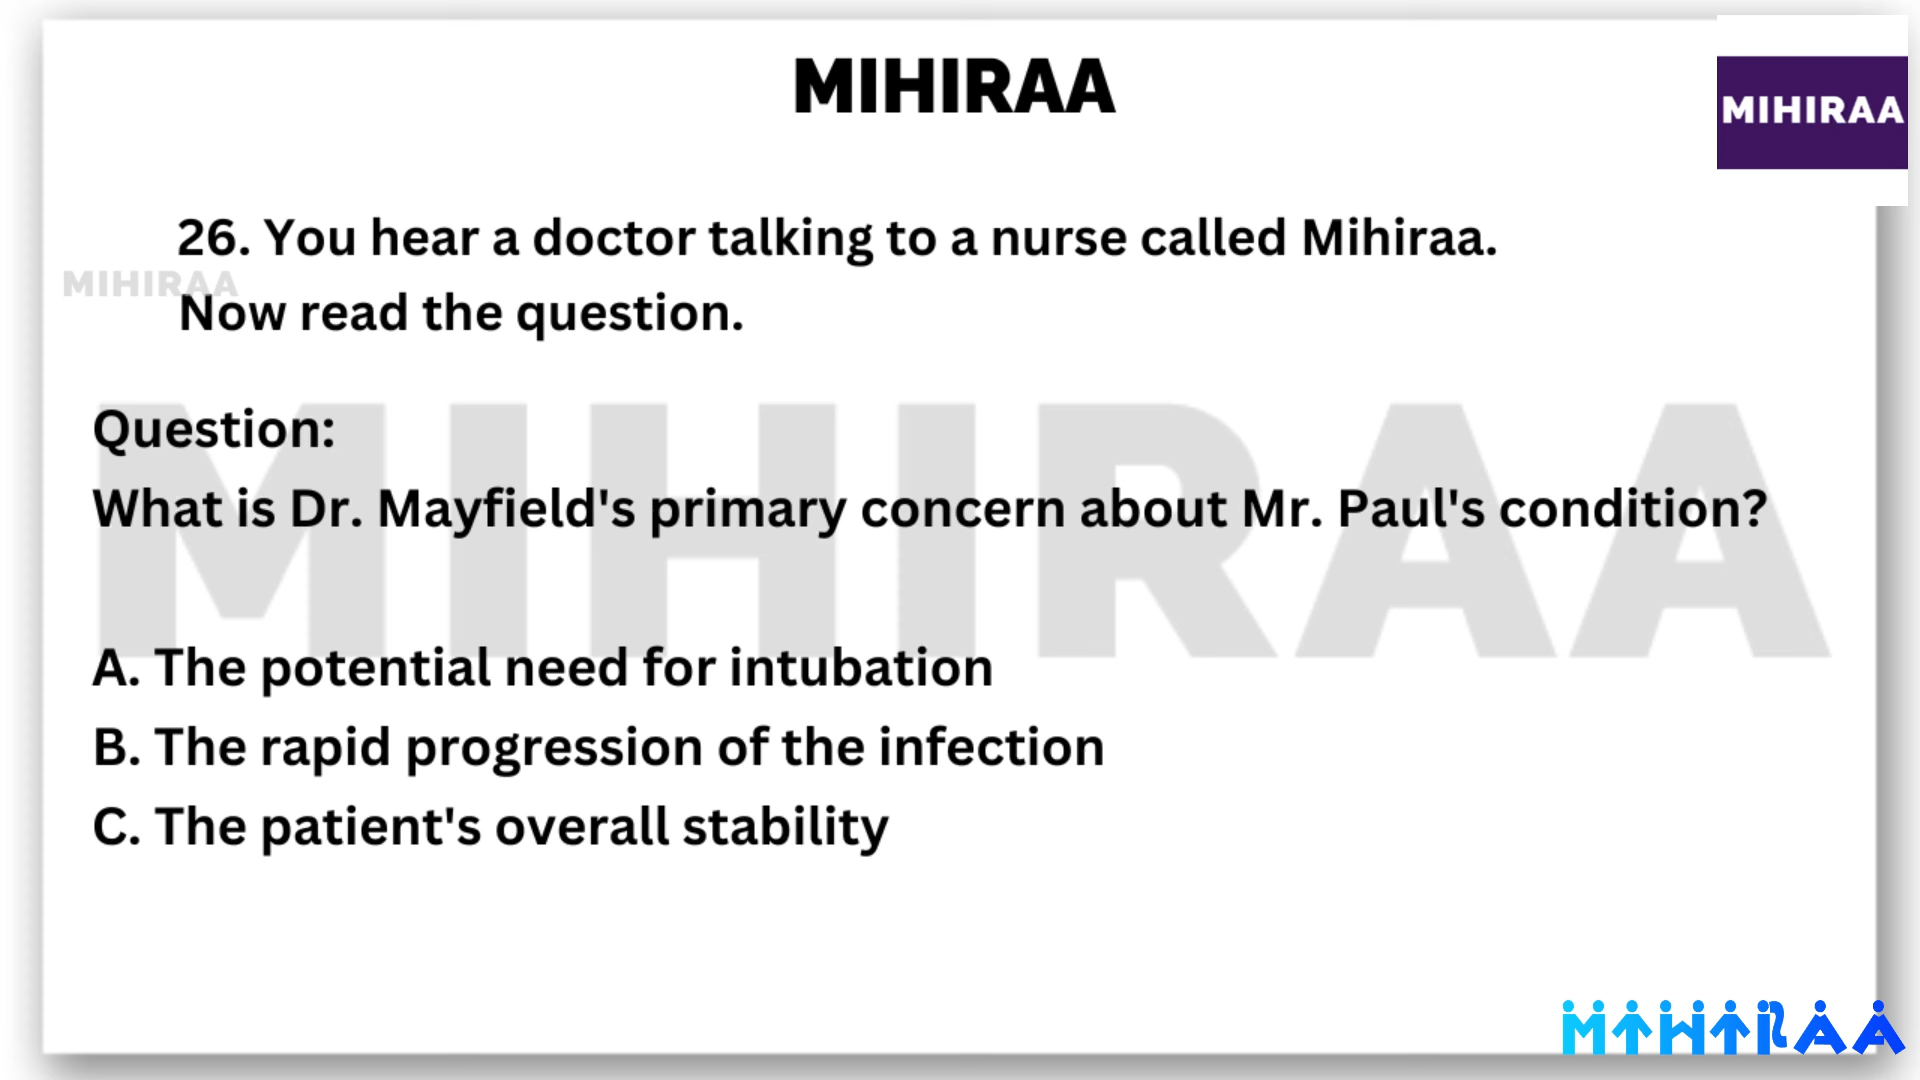 MIHIRAA
MIHIRAA
26. You hear a doctor talking to a nurse called Mihiraa.
MIHIRAA
Now read the question.
MIHIRAA
Question:
What is Dr. Mayfield's primary concern about Mr. Paul's condition?
A. The potential need for intubation
B. The rapid progression of the infection
C. The patient's overall stability
MIHIRAA